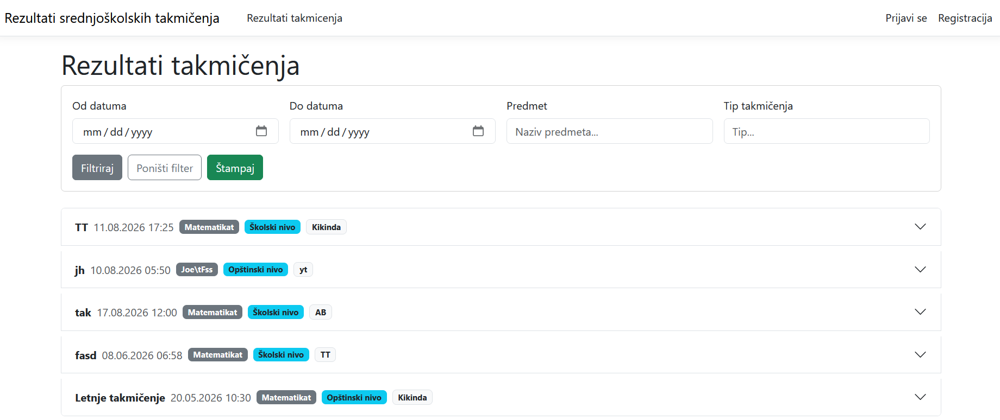 Rezultati srednjoškolskih takmičenja Rezultati takmicenja Prijavi se Registracija
Rezultati takmičenja
Od datuma Do datuma Predmet Tip takmičenja
mm/dd/yyyy mm/dd/yyyy Naziv predmeta... Tip...
Filtriraj Poništi filter Štampaj
TT 11.08.2026 17:25 Matematikat Školski nivo Kikinda
jh 10.08.2026 05:50 Joe\tFss Opštinski nivo yt
tak 17.08.2026 12:00 Matematikat Školski nivo AB
fasd 08.06.2026 06:58 Matematikat Školski nivo TT
Letnje takmičenje 20.05.2026 10:30 Matematikat Opštinski nivo Kikinda